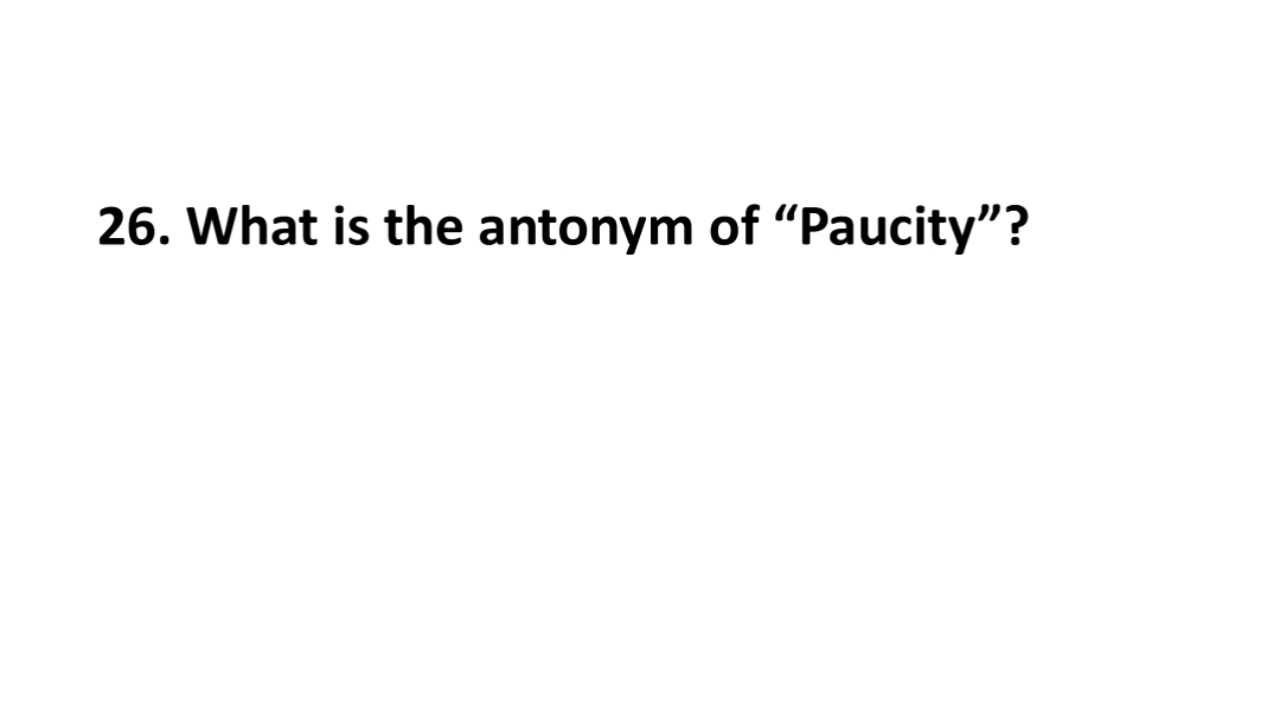 26. What is the antonym of “Paucity”?